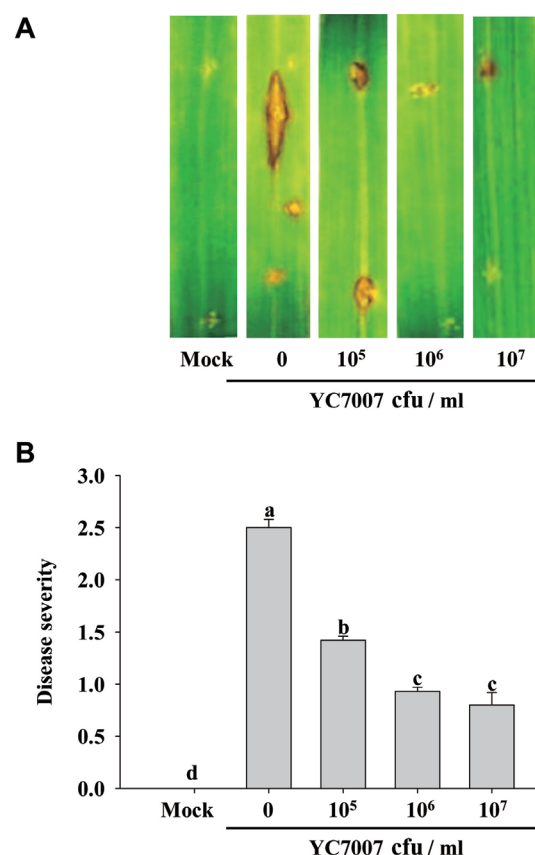 A
Mock 0 10⁵ 10⁶ 10⁷
YC7007 cfu / ml
B
Disease severity
3.0
2.5
2.0
1.5
1.0
0.5
0.0
d a b c c
Mock 0 10⁵ 10⁶ 10⁷
YC7007 cfu / ml